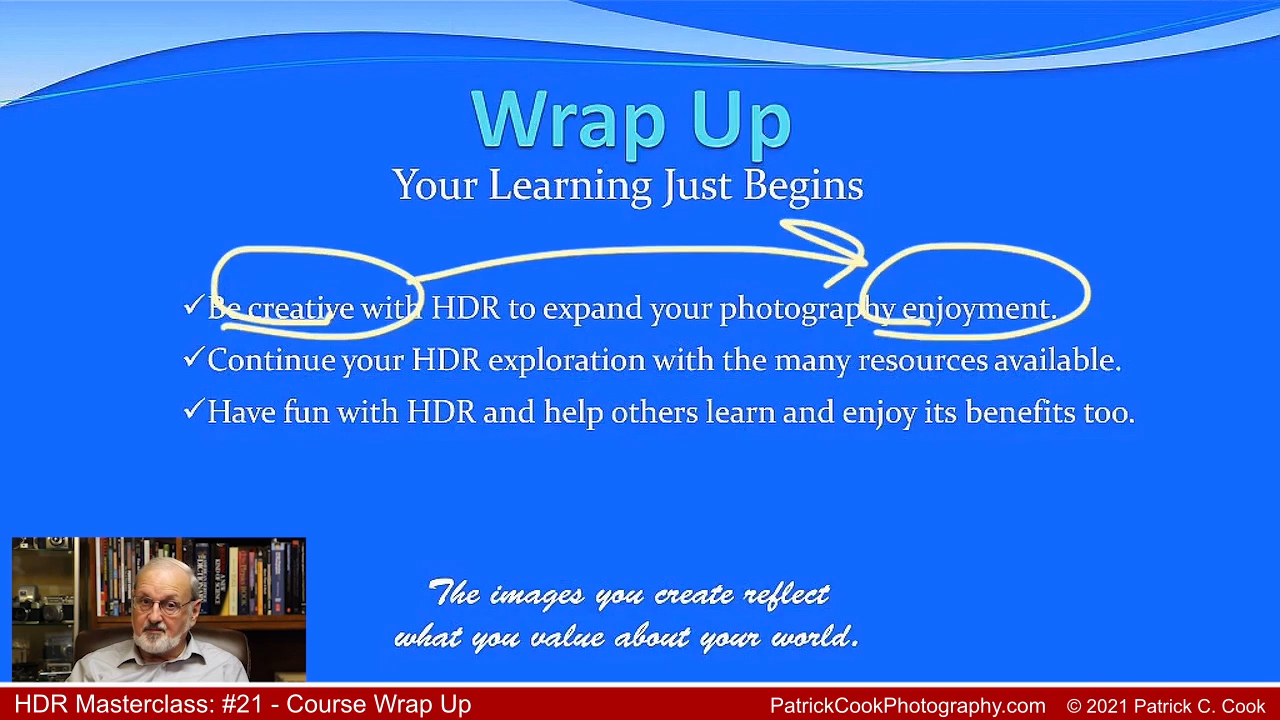 Wrap Up
Your Learning Just Begins
✓Be creative with HDR to expand your photography enjoyment.
✓Continue your HDR exploration with the many resources available.
✓Have fun with HDR and help others learn and enjoy its benefits too.
The images you create reflect
what you value about your world.
HDR Masterclass: #21 - Course Wrap Up
PatrickCookPhotography.com © 2021 Patrick C. Cook